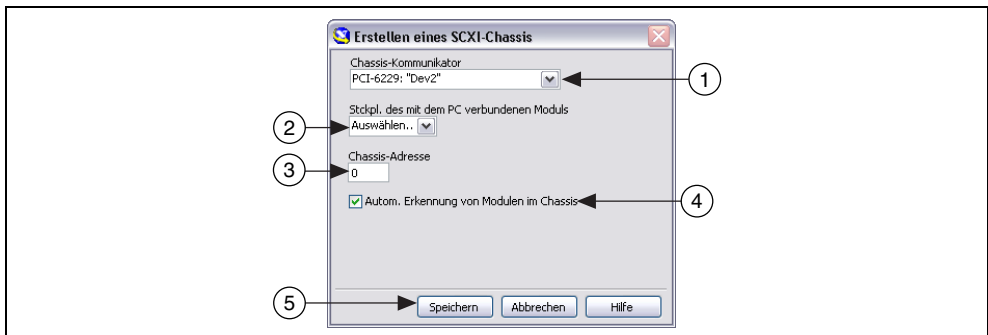 Erstellen eines SCXI-Chassis
Chassis-Kommunikator
PCI-6229: "Dev2"
1
Stckpl. des mit dem PC verbundenen Moduls
2
Auswählen..
Chassis-Adresse
3
0
Autom. Erkennung von Modulen im Chassis
4
5
Speichern Abbrechen Hilfe